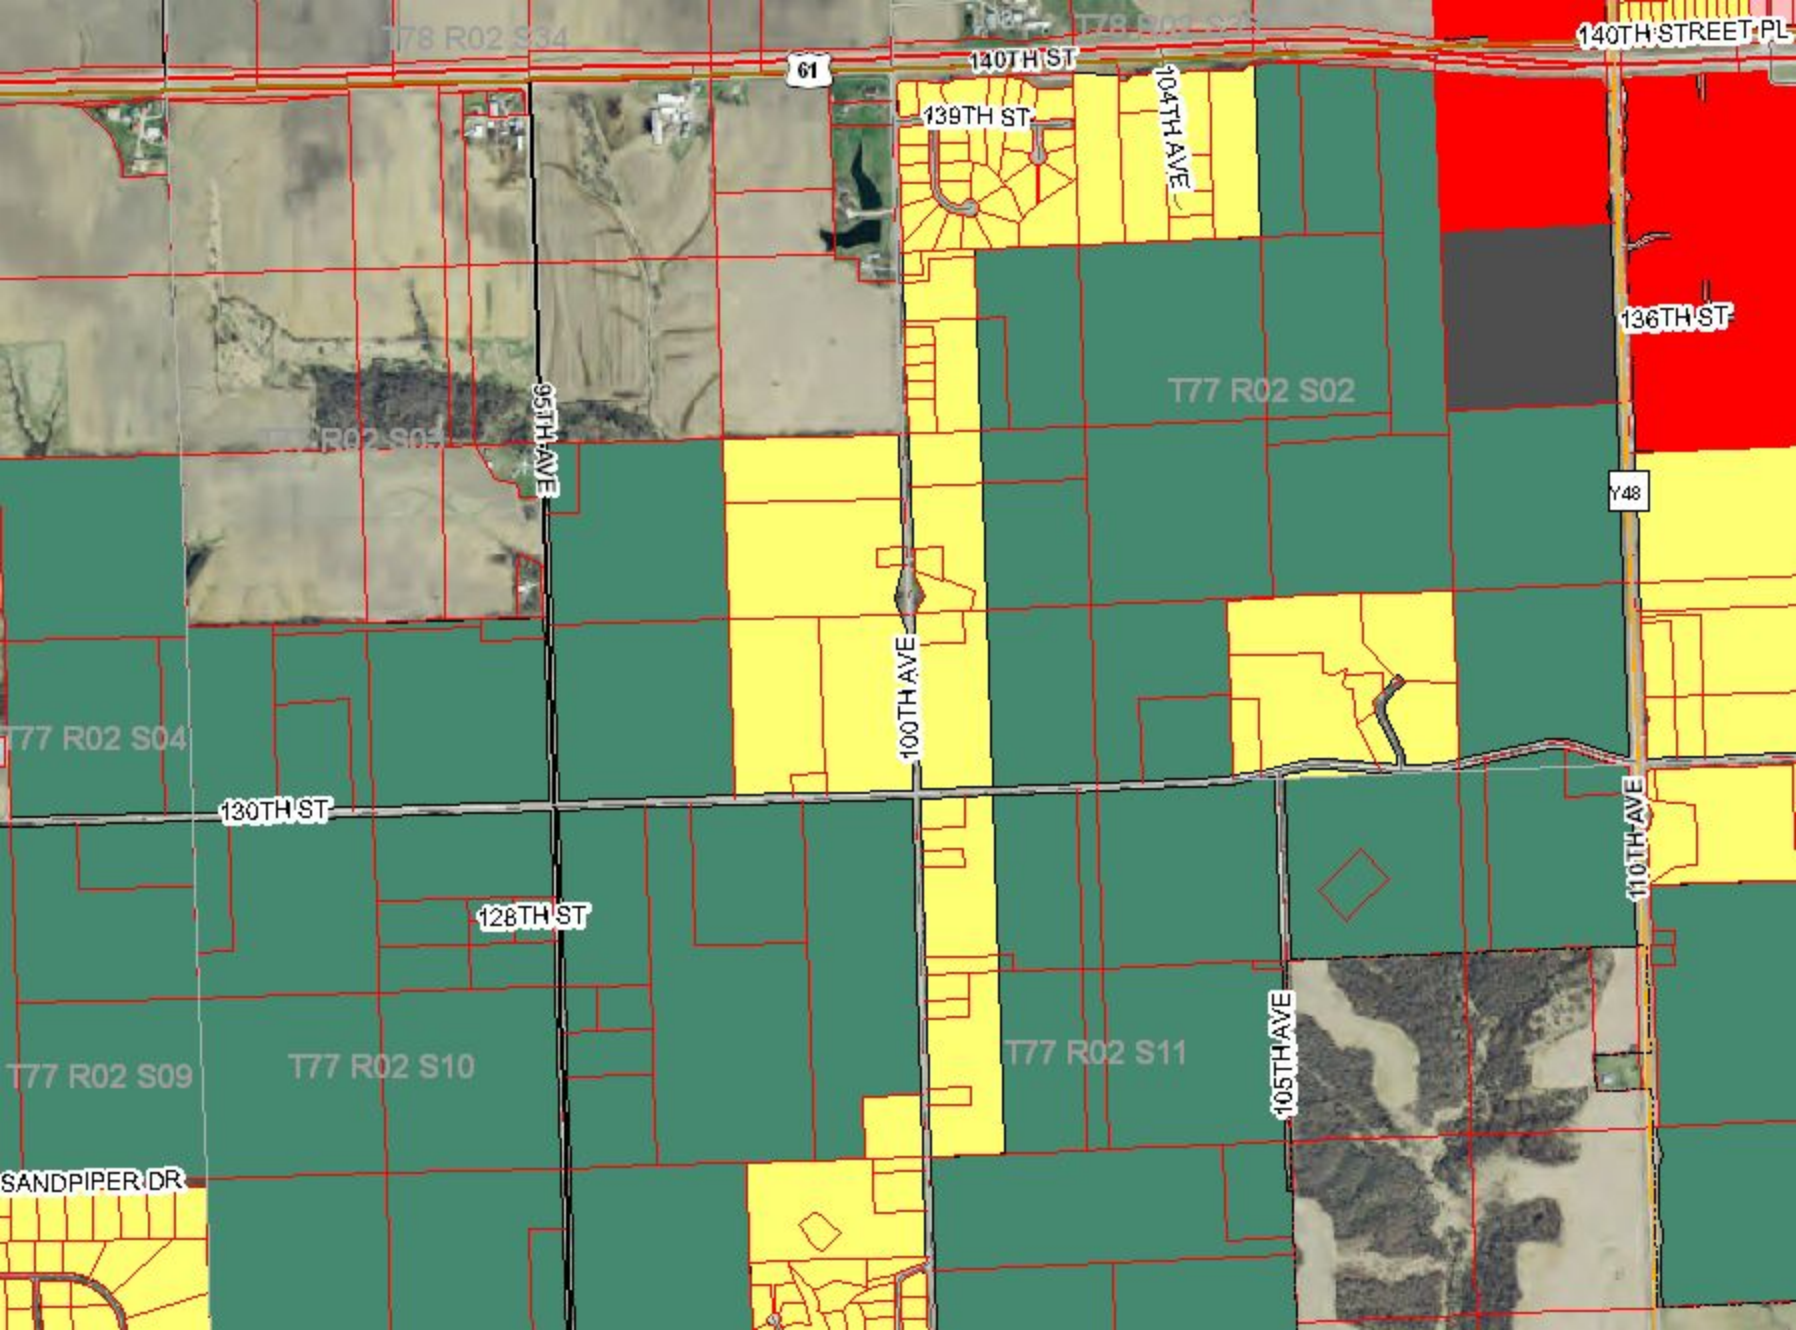 T78 R02 S34
140TH STREET PL
61
140TH ST
139TH ST
104TH AVE
136TH ST
T77 R02 S02
95TH AVE
Y48
100TH AVE
T77 R02 S04
130TH ST
110TH AVE
128TH ST
105TH AVE
T77 R02 S11
T77 R02 S10
T77 R02 S09
SANDPIPER DR